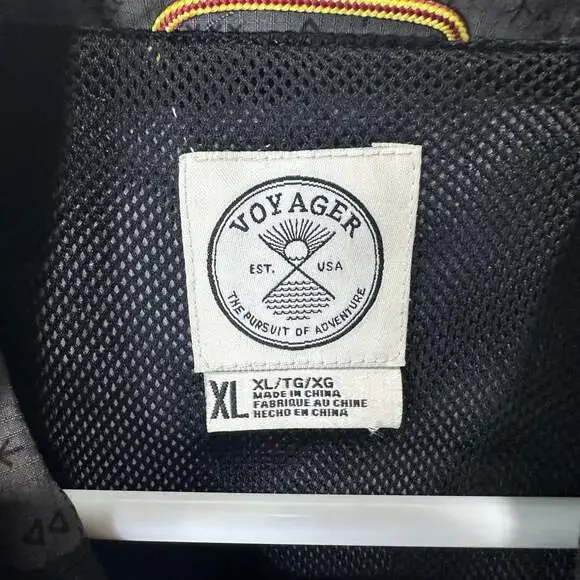 VOYAGER
EST. USA
THE PURSUIT OF ADVENTURE
XL
XL/TG/XG
MADE IN CHINA
FABRIQUE AU CHINE
HECHO EN CHINA